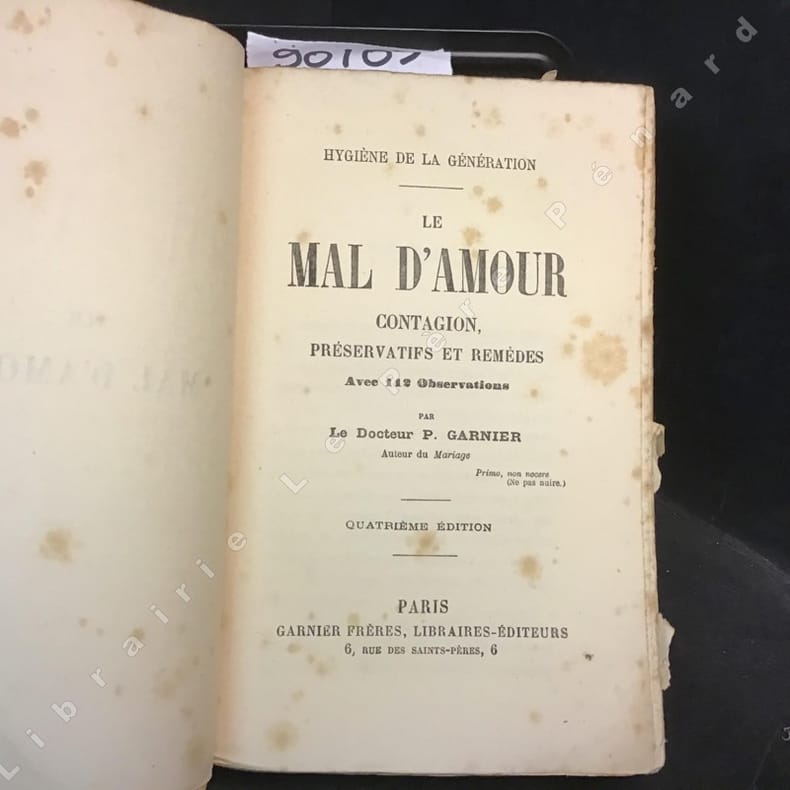 90107
HYGIÈNE DE LA GÉNÉRATION
LE
MAL D'AMOUR
CONTAGION,
PRÉSERVATIFS ET REMÈDES
Avec 112 Observations
PAR
Le Docteur P. GARNIER
Auteur du Mariage
Primo, non nocere
(Ne pas nuire.)
QUATRIÈME ÉDITION
PARIS
GARNIER FRÈRES, LIBRAIRES-ÉDITEURS
6, RUE DES SAINTS-PÈRES, 6
Librairie Le Père Pénard